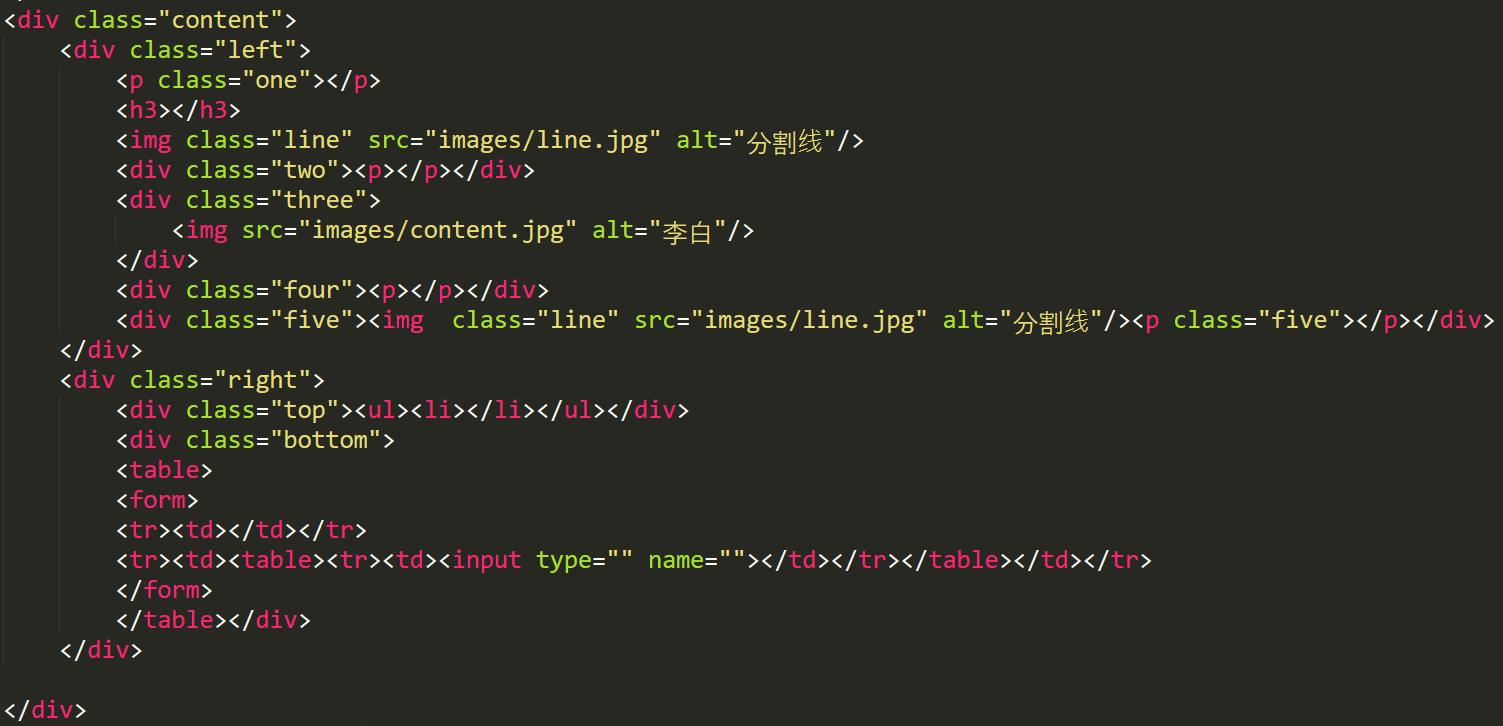 <div class="content">
    <div class="left">
        <p class="one"></p>
        <h3></h3>
        <img class="line" src="images/line.jpg" alt="分割线"/>
        <div class="two"><p></p></div>
        <div class="three">
            <img src="images/content.jpg" alt="李白"/>
        </div>
        <div class="four"><p></p></div>
        <div class="five"><img  class="line" src="images/line.jpg" alt="分割线"/><p class="five"></p></div>
    </div>
    <div class="right">
        <div class="top"><ul><li></li></ul></div>
        <div class="bottom">
        <table>
        <form>
        <tr><td></td></tr>
        <tr><td><table><tr><td><input type="" name=""></td></tr></table></td></tr>
        </form>
        </table></div>
    </div>

</div>